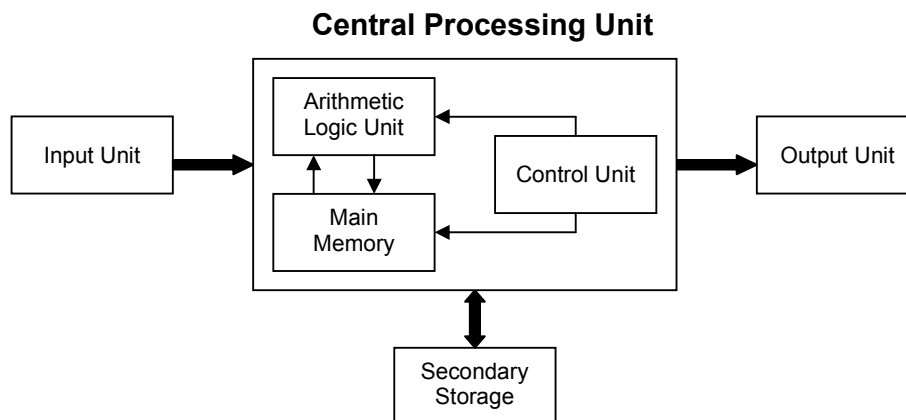 Central Processing Unit
Arithmetic
Logic Unit
Input Unit
Control Unit
Output Unit
Main
Memory
Secondary
Storage